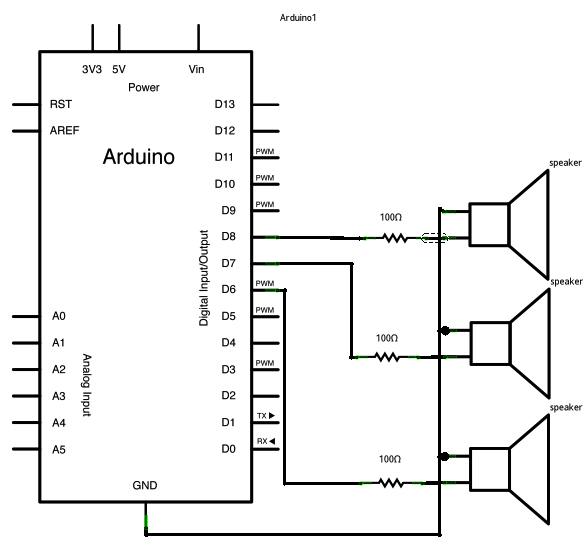 Arduino1
3V3 5V Vin
Power
RST D13
AREF D12
Arduino
D11 PWM
D10 PWM
D9 PWM
D8
D7
D6 PWM
A0 D5 PWM
A1 D4
A2 D3 PWM
A3 D2
A4 D1 TX
A5 D0 RX
Analog Input
Digital Input/Output
GND
100Ω
speaker
100Ω
speaker
100Ω
speaker